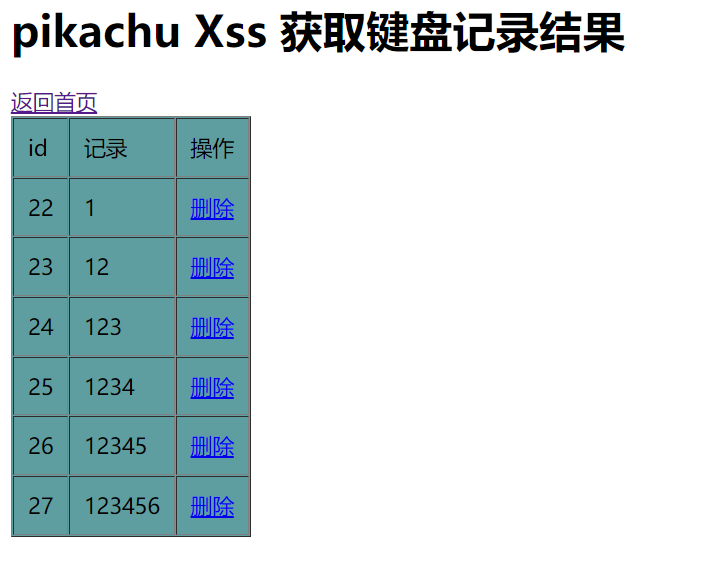 pikachu Xss 获取键盘记录结果
返回首页
id 记录 操作
22 1 删除
23 12 删除
24 123 删除
25 1234 删除
26 12345 删除
27 123456 删除